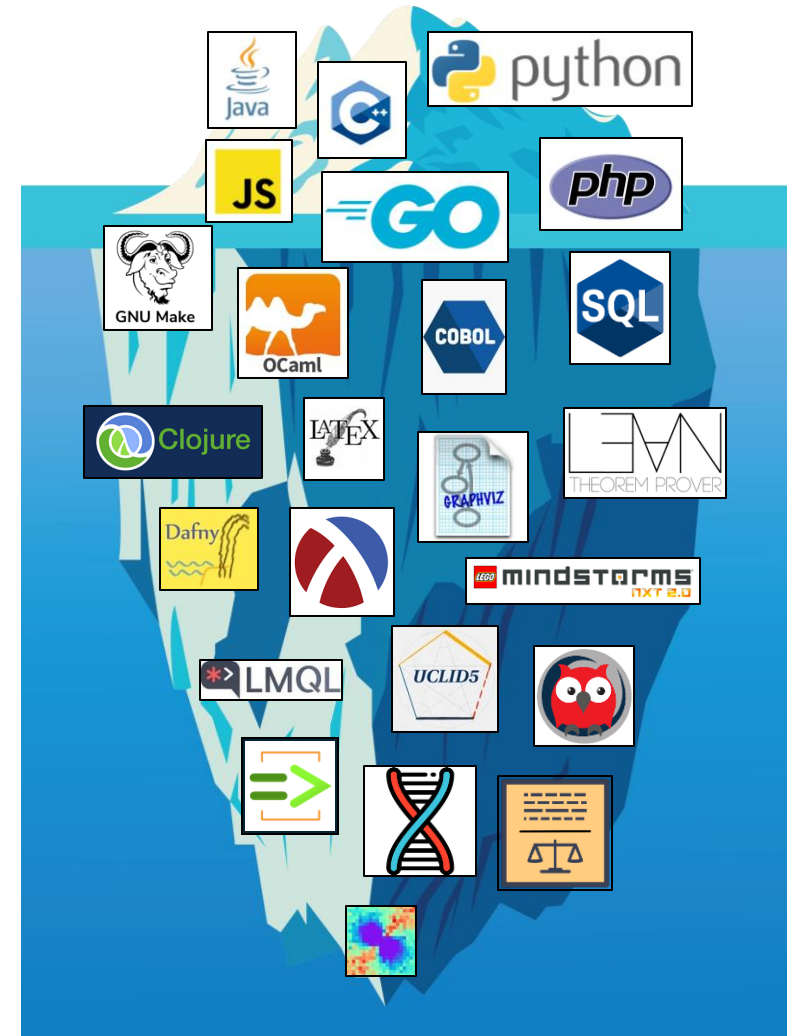 Java
C++
python
JS
GO
php
GNU Make
OCaml
COBOL
SQL
Clojure
LATEX
GRAPHVIZ
LEAN
THEOREM PROVER
Dafny
LEGO mindstorms
NXT 2.0
*> LMQL
UCLID5
=>